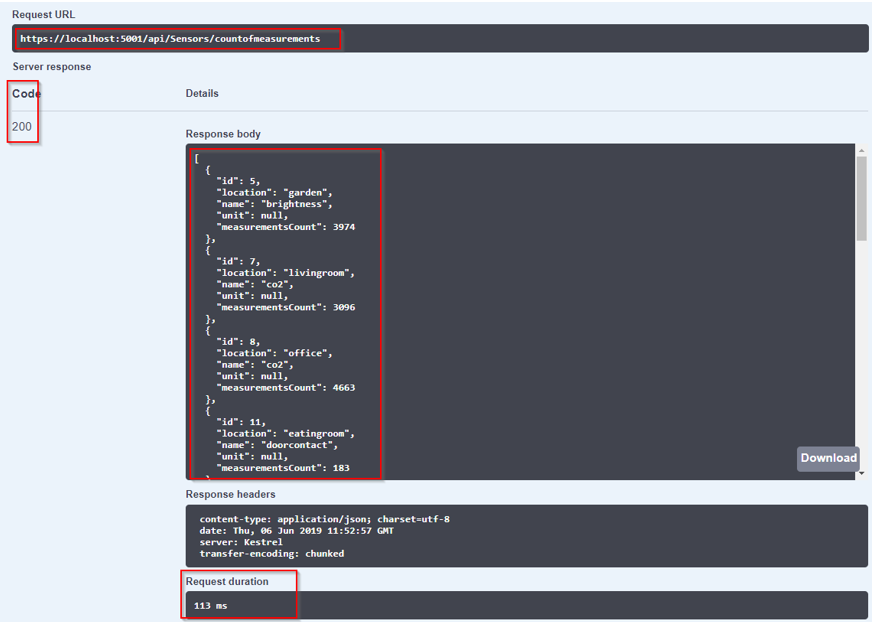 Request URL
https://localhost:5001/api/Sensors/countofmeasurements
Server response
Code Details
200
Response body
[
{
"id": 5,
"location": "garden",
"name": "brightness",
"unit": null,
"measurementsCount": 3974
},
{
"id": 7,
"location": "livingroom",
"name": "co2",
"unit": null,
"measurementsCount": 3096
},
{
"id": 8,
"location": "office",
"name": "co2",
"unit": null,
"measurementsCount": 4663
},
{
"id": 11,
"location": "eatingroom",
"name": "doorcontact",
"unit": null,
"measurementsCount": 183
Download
Response headers
content-type: application/json; charset=utf-8
date: Thu, 06 Jun 2019 11:52:57 GMT
server: Kestrel
transfer-encoding: chunked
Request duration
113 ms